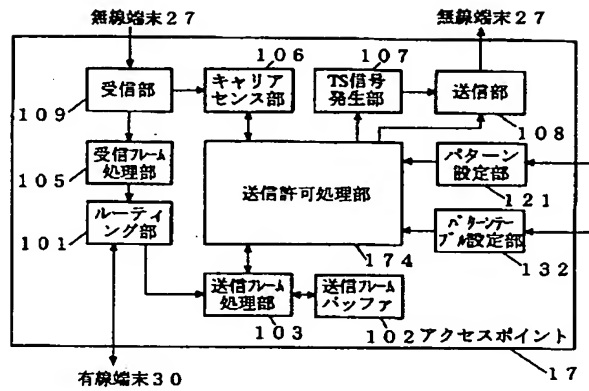 無線端末27
無線端末27
106
107
受信部
キャリア
センス部
TS信号
発生部
送信部
109
108
受信フレーム
処理部
105
送信許可処理部
パターン
設定部
121
ルーティ
ング部
101
パターンテー
ブル設定部
132
174
送信フレーム
処理部
送信フレーム
バッファ
103
102
アクセスポイント
有線端末30
17